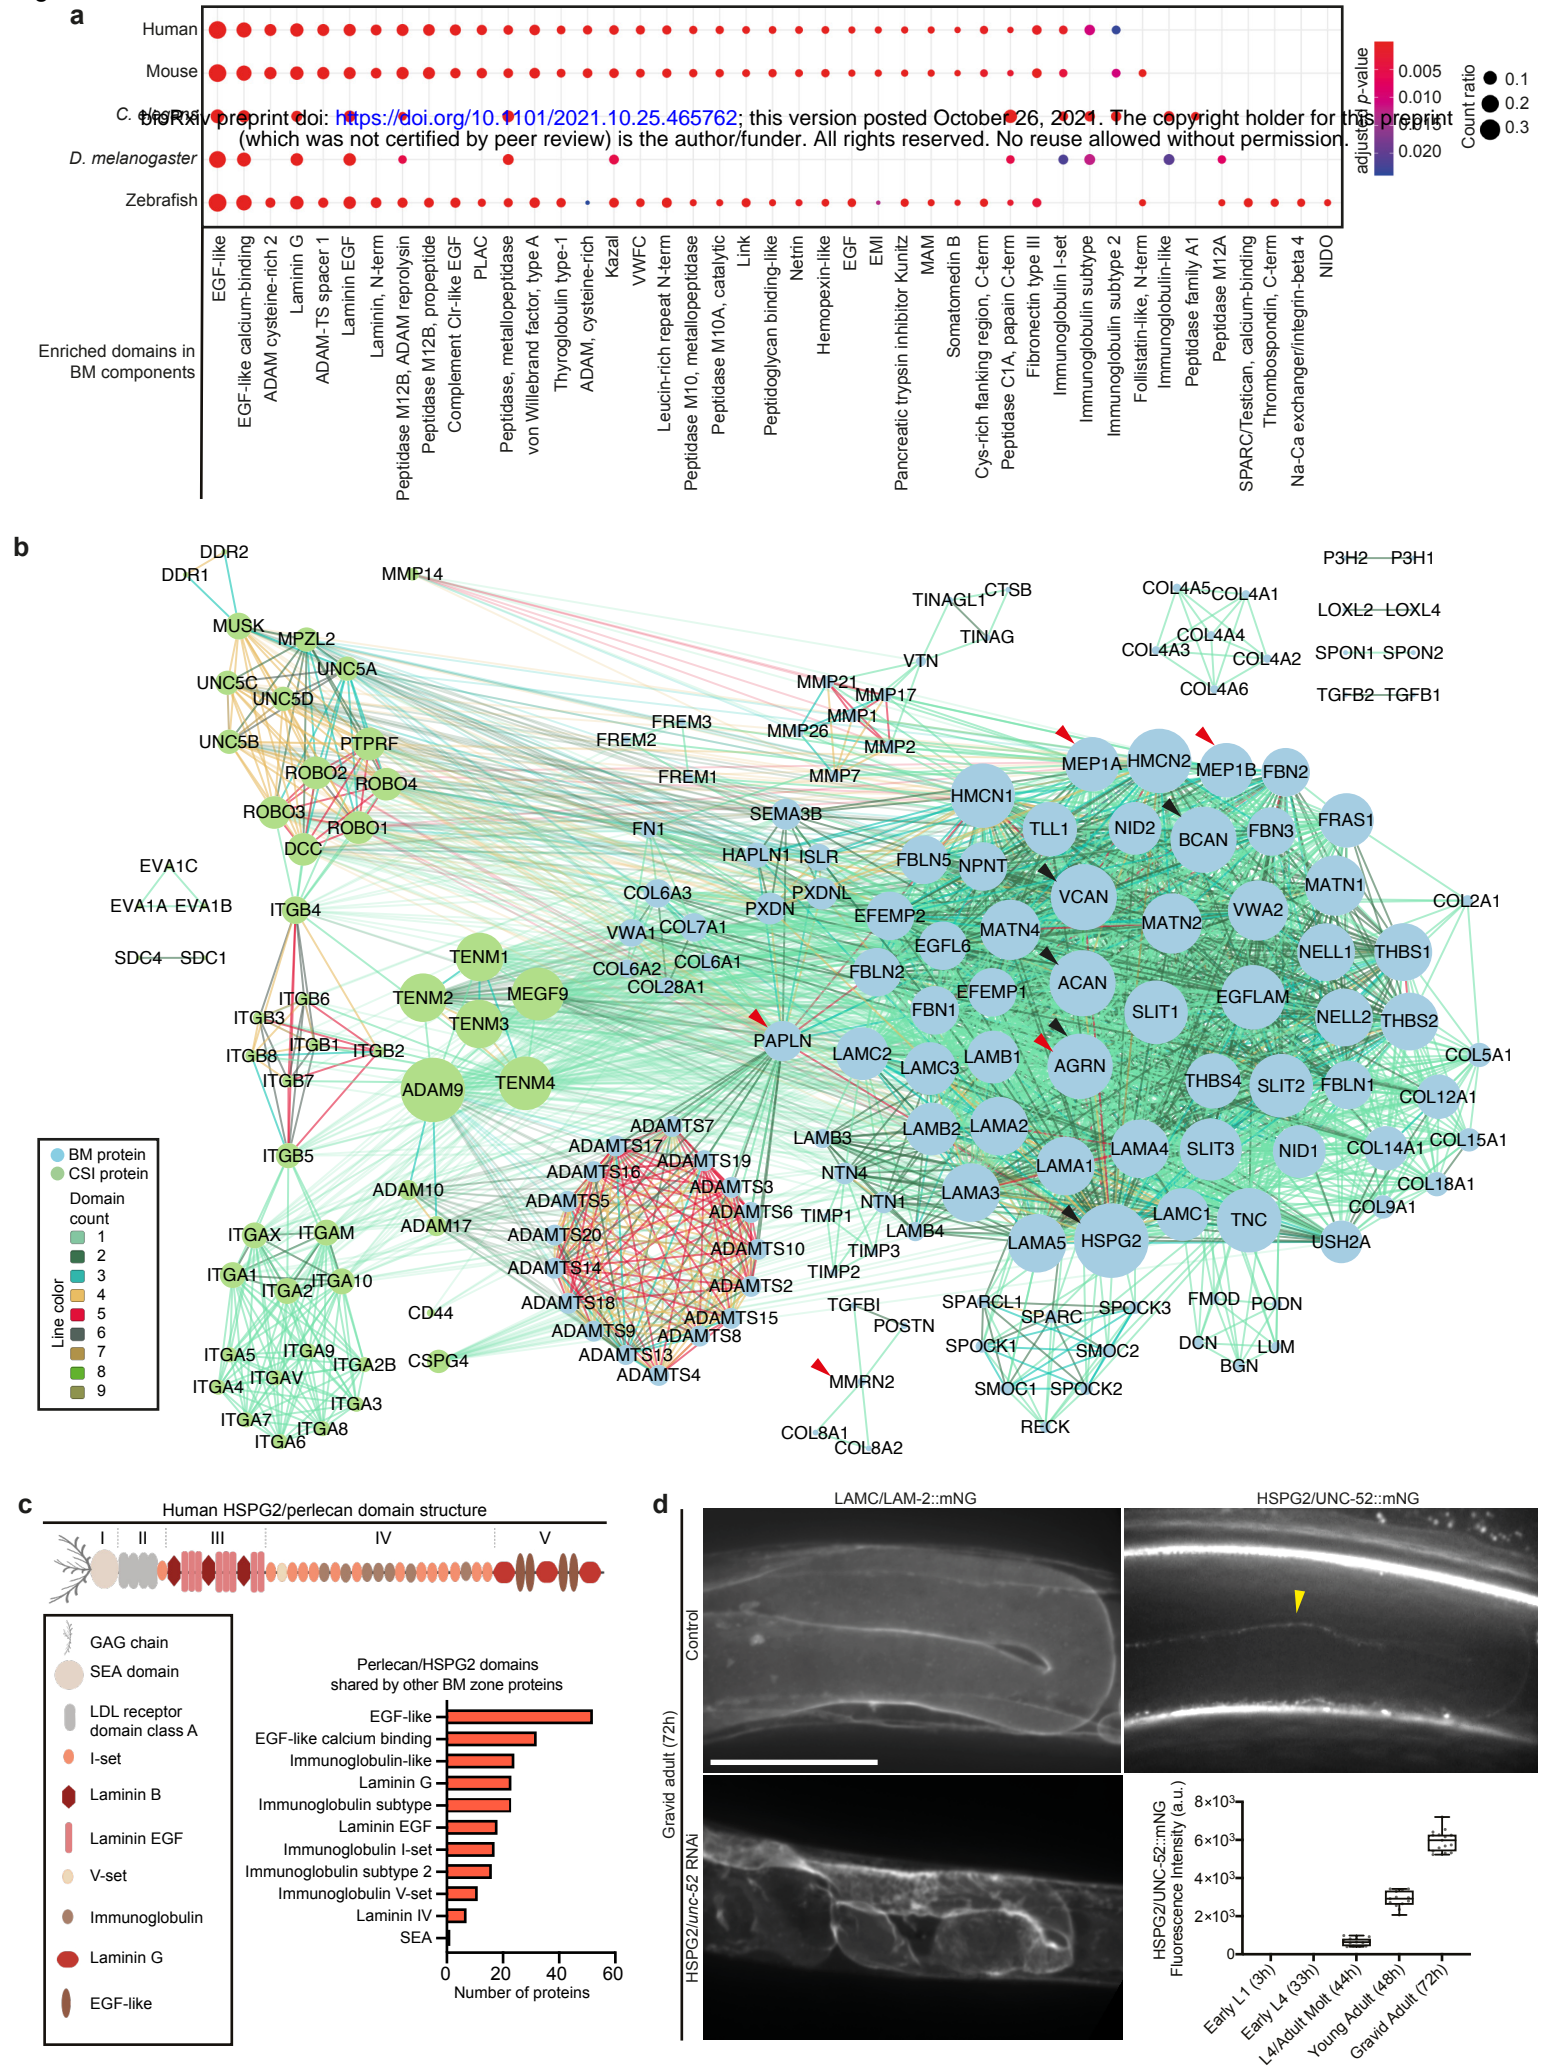 a
Human
Mouse
C. elegans
D. melanogaster
Zebrafish
bioRxiv preprint doi: https://doi.org/10.1101/2021.10.25.465762; this version posted October 26, 2021. The copyright holder for this preprint
(which was not certified by peer review) is the author/funder. All rights reserved. No reuse allowed without permission.
adjusted p-value
0.005
0.010
0.015
0.020
Count ratio
0.1
0.2
0.3
Enriched domains in
BM components
EGF-like
EGF-like calcium-binding
ADAM cysteine-rich 2
Laminin G
ADAM-TS spacer 1
Laminin EGF
Laminin, N-term
Peptidase M12B, ADAM reprolysin
Peptidase M12B, propeptide
Complement Clr-like EGF
PLAC
Peptidase, metallopeptidase
von Willebrand factor, type A
Thyroglobulin type-1
ADAM, cysteine-rich
Kazal
VWFC
Leucin-rich repeat N-term
Peptidase M10, metallopeptidase
Peptidase M10A, catalytic
Link
Peptidoglycan binding-like
Netrin
Hemopexin-like
EGF
EMI
Pancreatic trypsin inhibitor Kunitz
MAM
Somatomedin B
Cys-rich flanking region, C-term
Peptidase C1A, papain C-term
Fibronectin type III
Immunoglobulin I-set
Immunoglobulin subtype
Immunoglobulin subtype 2
Follistatin-like, N-term
Immunoglobulin-like
Peptidase family A1
Peptidase M12A
SPARC/Testican, calcium-binding
Thrombospondin, C-term
Na-Ca exchanger/integrin-beta 4
NIDO
b
DDR2
DDR1
MUSK
MPZL2
UNC5A
UNC5C
UNC5D
UNC5B
PTPRF
ROBO2
ROBO4
ROBO3
ROBO1
DCC
EVA1C
EVA1A EVA1B
SDC4 SDC1
ITGB4
ITGB6
ITGB3
ITGB1
ITGB2
ITGB8
ITGB7
ITGB5
TENM1
TENM2
MEGF9
TENM3
TENM4
ADAM9
ADAM10
ADAM17
ITGAX
ITGAM
ITGA1
ITGA2
ITGA10
ITGA5
ITGA9
ITGA2B
ITGAV
ITGA4
ITGA3
ITGA7
ITGA8
ITGA6
CD44
CSPG4
MMP14
FREM3
FREM2
FREM1
FN1
COL6A3
VWA1
COL7A1
COL6A2
COL6A1
COL28A1
TINAGL1
CTSB
TINAG
VTN
MMP21
MMP17
MMP1
MMP26
MMP2
MMP7
SEMA3B
HAPLN1
ISLR
PXDNL
PXDN
PAPLN
COL4A5
COL4A1
COL4A4
COL4A3
COL4A2
COL4A6
P3H2 P3H1
LOXL2 LOXL4
SPON1 SPON2
TGFB2 TGFB1
MEP1A
HMCN2
MEP1B
FBN2
HMCN1
TLL1
NID2
BCAN
FBN3
FRAS1
FBLN5
NPNT
VCAN
MATN1
EFEMP2
MATN4
MATN2
VWA2
COL2A1
EGFL6
NELL1
THBS1
FBLN2
EFEMP1
ACAN
EGFLAM
FBN1
SLIT1
NELL2
THBS2
LAMC2
LAMC3
LAMB1
AGRN
THBS4
SLIT2
FBLN1
COL5A1
COL12A1
LAMB3
LAMB2
LAMA2
LAMA1
LAMA4
SLIT3
NID1
COL14A1
COL15A1
NTN4
NTN1
LAMA3
COL18A1
COL9A1
TIMP1
LAMB4
LAMA5
HSPG2
LAMC1
TNC
USH2A
TIMP3
TIMP2
ADAMTS7
ADAMTS17
ADAMTS19
ADAMTS16
ADAMTS3
ADAMTS5
ADAMTS6
ADAMTS20
ADAMTS10
ADAMTS14
ADAMTS2
ADAMTS18
ADAMTS15
ADAMTS9
ADAMTS8
ADAMTS13
ADAMTS4
TGFBI
POSTN
MMRN2
COL8A1
COL8A2
SPARCL1
SPARC
SPOCK3
SPOCK1
SMOC2
SMOC1
SPOCK2
RECK
FMOD
PODN
DCN
LUM
BGN
BM protein
CSI protein
Domain
count
Line color
1
2
3
4
5
6
7
8
9
c
Human HSPG2/perlecan domain structure
I
II
III
IV
V
GAG chain
SEA domain
LDL receptor
domain class A
I-set
Laminin B
Laminin EGF
V-set
Immunoglobulin
Laminin G
EGF-like
Perlecan/HSPG2 domains
shared by other BM zone proteins
EGF-like
EGF-like calcium binding
Immunoglobulin-like
Laminin G
Immunoglobulin subtype
Laminin EGF
Immunoglobulin I-set
Immunoglobulin subtype 2
Immunoglobulin V-set
Laminin IV
SEA
0 20 40 60
Number of proteins
d
LAMC/LAM-2::mNG
HSPG2/UNC-52::mNG
Gravid adult (72h)
Control
HSPG2/unc-52 RNAi
HSPG2/UNC-52::mNG
Fluorescence Intensity (a.u.)
8×10³
6×10³
4×10³
2×10³
0
Early L1 (3h)
Early L4 (33h)
L4/Adult Molt (44h)
Young Adult (48h)
Gravid Adult (72h)